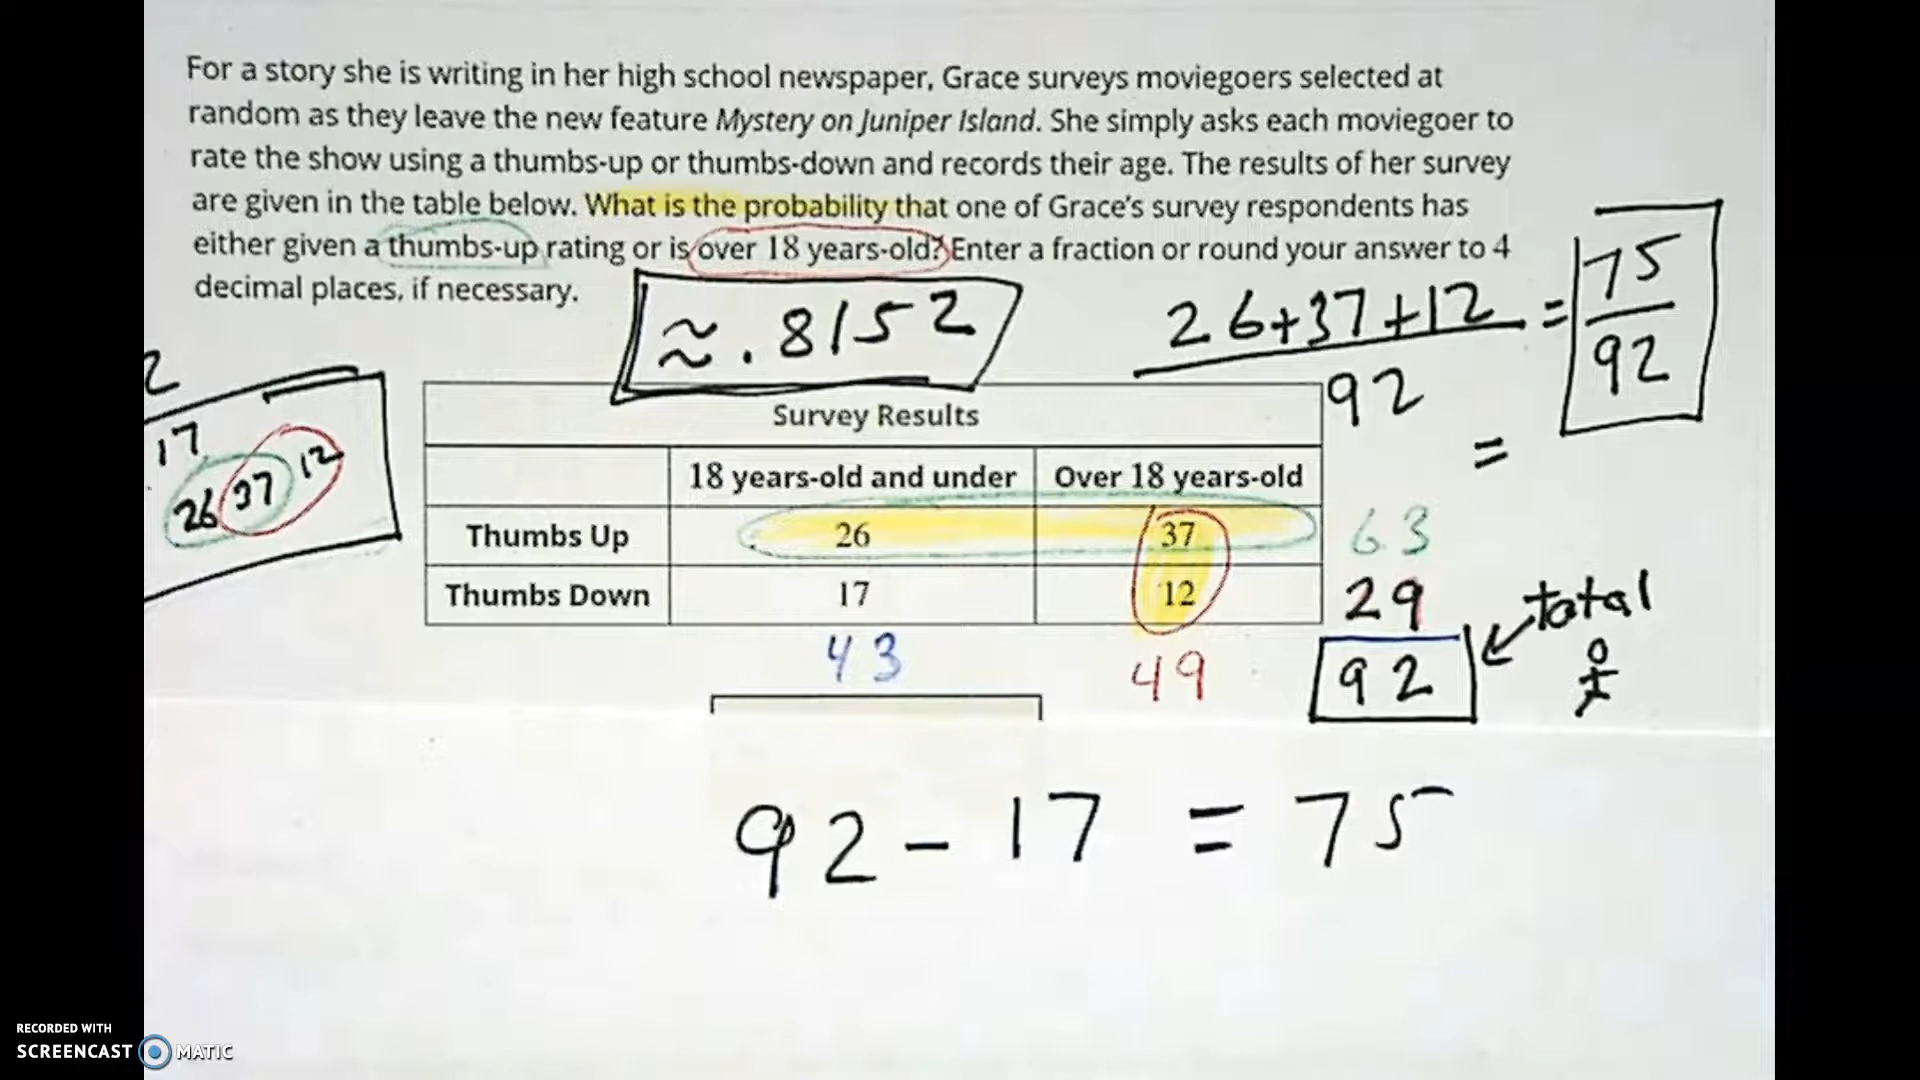 For a story she is writing in her high school newspaper, Grace surveys moviegoers selected at
random as they leave the new feature Mystery on Juniper Island. She simply asks each moviegoer to
rate the show using a thumbs-up or thumbs-down and records their age. The results of her survey
are given in the table below. What is the probability that one of Grace's survey respondents has
either given a thumbs-up rating or is over 18 years-old? Enter a fraction or round your answer to 4
decimal places, if necessary.
≈ .8152
26+37+12
92
= 75
92
=
2
17
26 37 12
Survey Results
18 years-old and under Over 18 years-old
Thumbs Up 26 37 63
Thumbs Down 17 12 29
43 49 92
total
92 - 17 = 75
RECORDED WITH
SCREENCAST MATIC